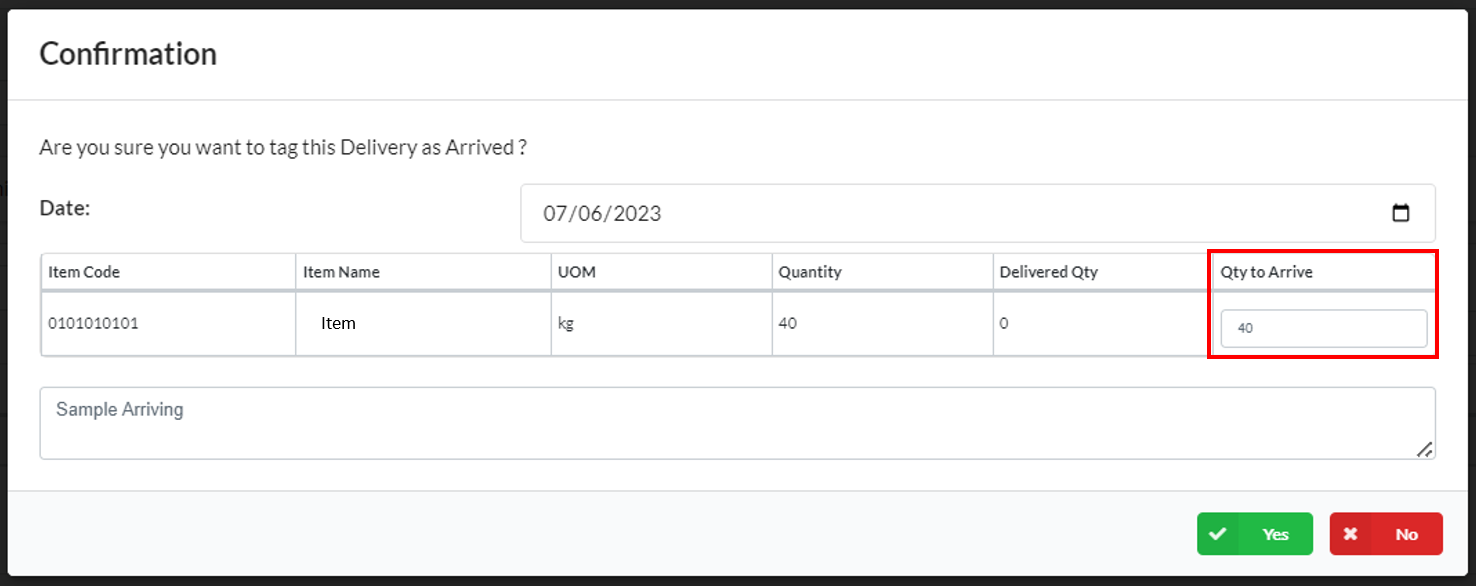 Confirmation
Are you sure you want to tag this Delivery as Arrived ?
Date: 07/06/2023
Item Code Item Name UOM Quantity Delivered Qty Qty to Arrive
0101010101 Item kg 40 0 40
Sample Arriving
Yes No